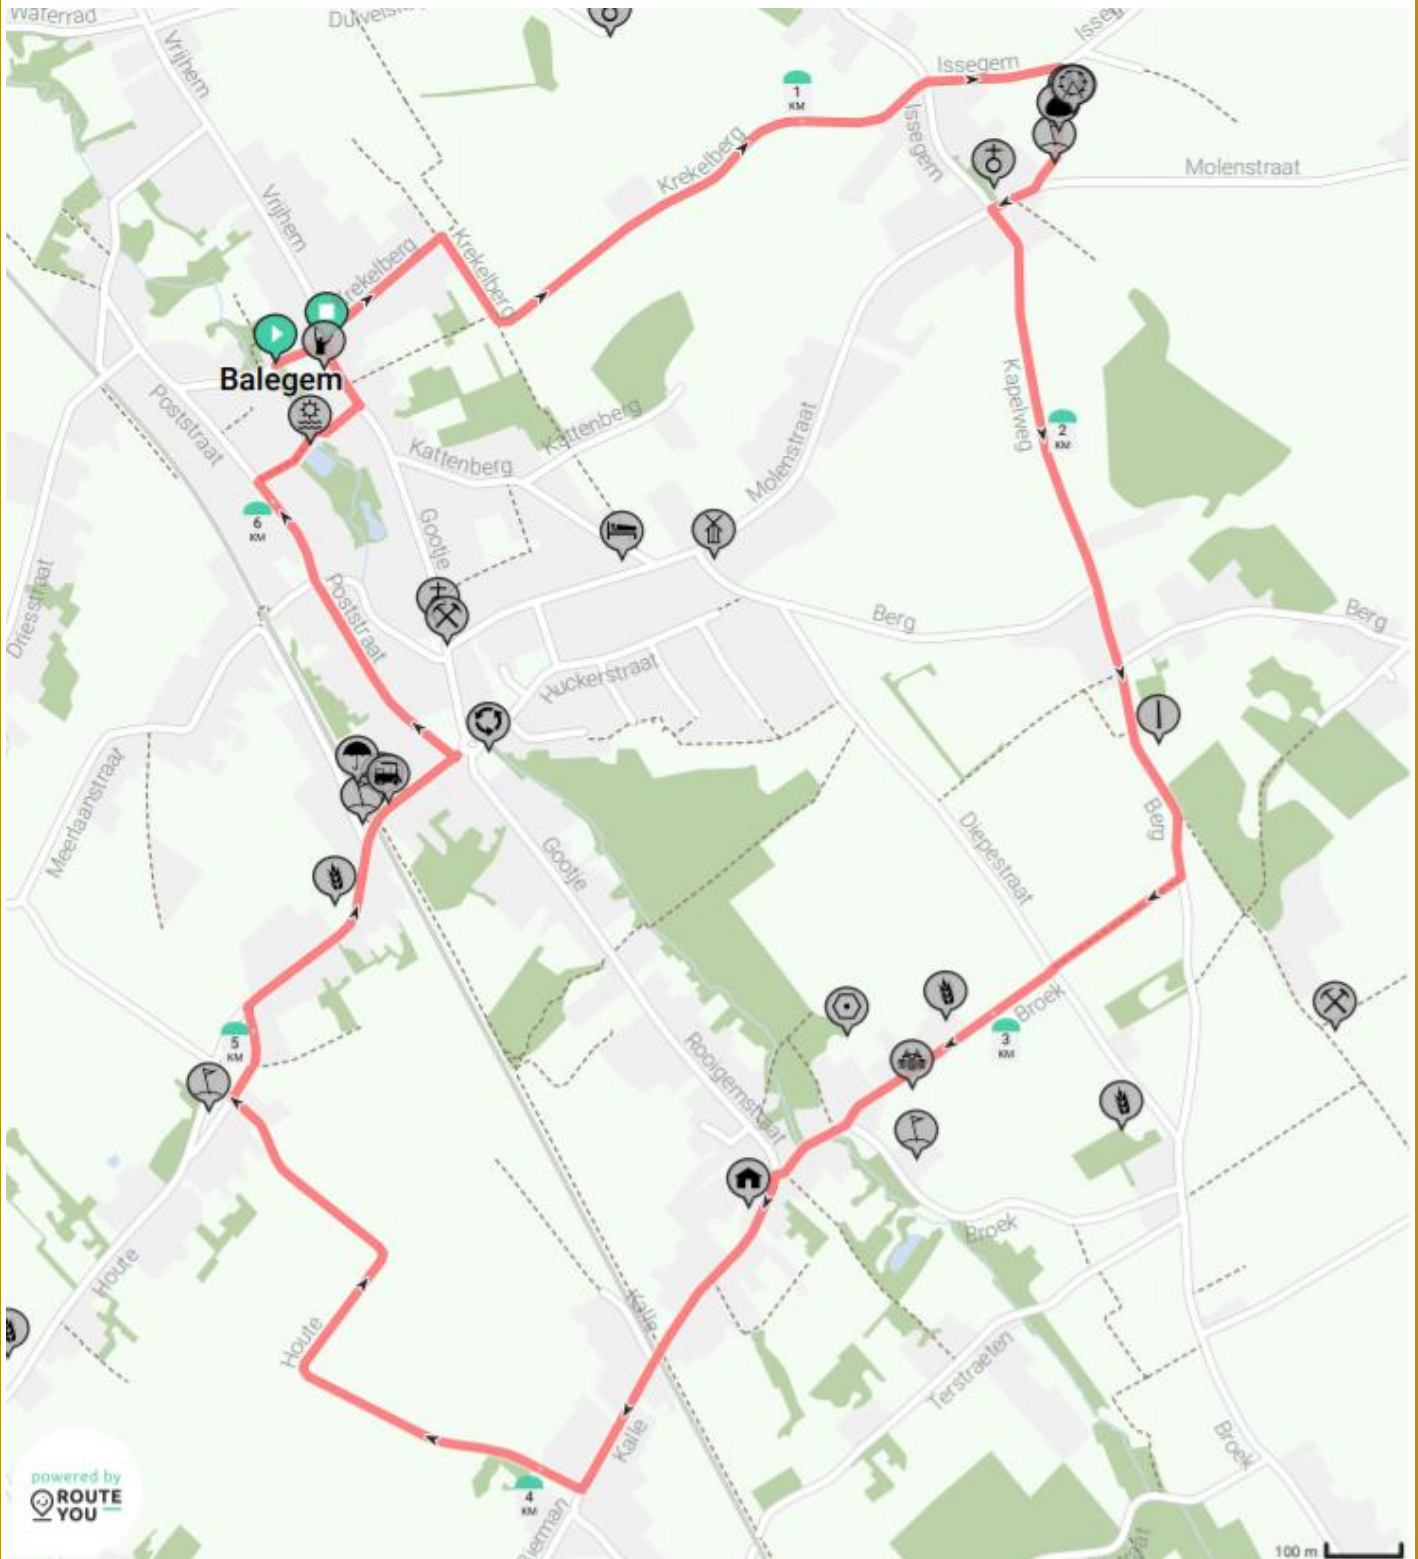 Waterrad
Vrijhem
Issegem
1
KM
Issegem
Molenstraat
Krekelberg
Vrijhem
Krekelberg
Krekelberg
Balegem
Kapelweg
Poststraat
Kattenberg
Kattenberg
Molenstraat
2
KM
6
KM
Gootje
Driesstraat
Poststraat
Berg
Berg
Huckerstraat
Meerlaanstraat
Berg
Gootje
Diepestraat
Broek
3
KM
5
KM
Rooigemstraat
Broek
Houte
Kalle
Houte
Terstraeten
Kalle
Broek
powered by
ROUTE
YOU
4
KM
100 m